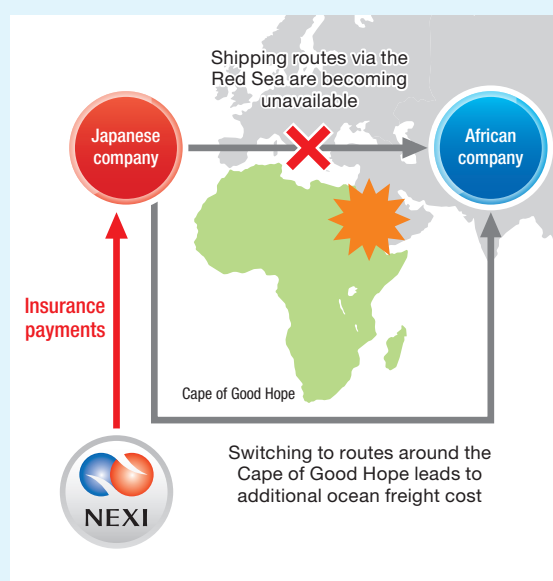 Shipping routes via the
Red Sea are becoming
unavailable
Japanese
company
African
company
Insurance
payments
Cape of Good Hope
Switching to routes around the
Cape of Good Hope leads to
additional ocean freight cost
NEXI